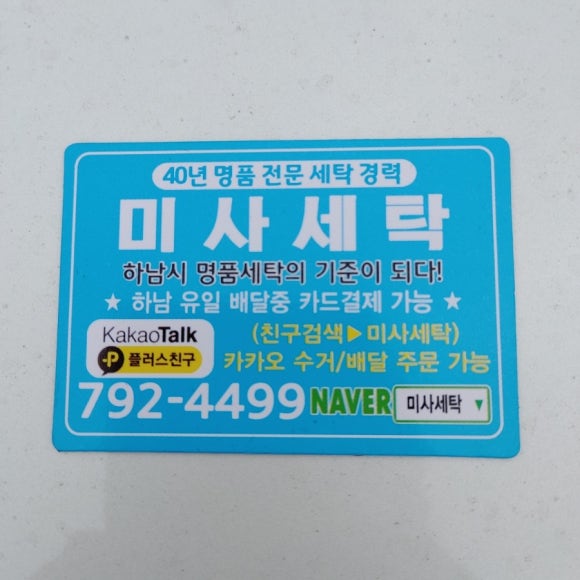 40년 명품 전문 세탁 경력
미사세탁
하남시 명품세탁의 기준이 되다!
★ 하남 유일 배달중 카드결제 가능 ★
KakaoTalk
플러스친구
(친구검색▶미사세탁)
카카오 수거/배달 주문 가능
792-4499 NAVER 미사세탁 ▼